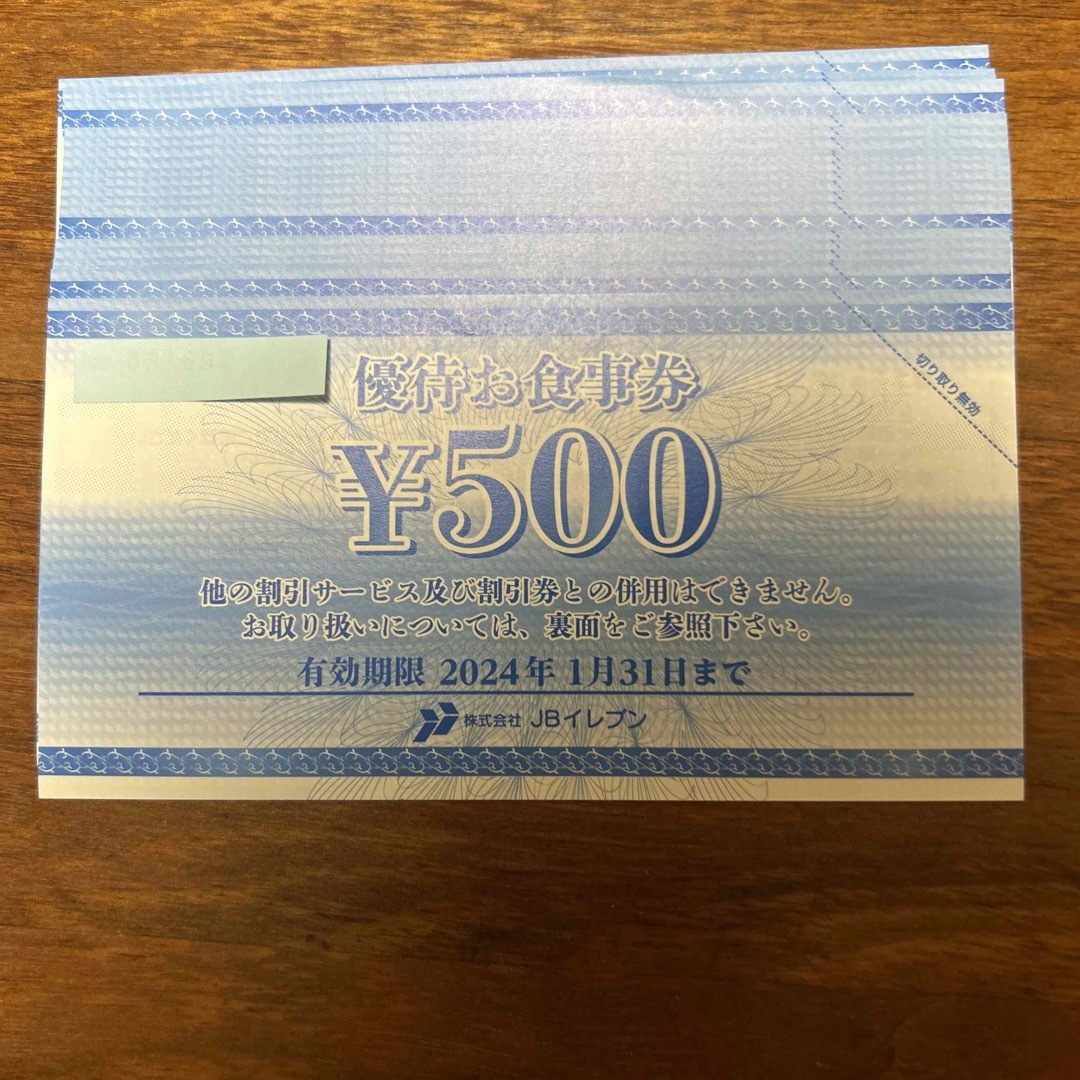 優待お食事券
切り取り無効
¥500
他の割引サービス及び割引券との併用はできません。
お取り扱いについては、裏面をご参照下さい。
有効期限 2024年 1月31日まで
株式会社 JBイレブン